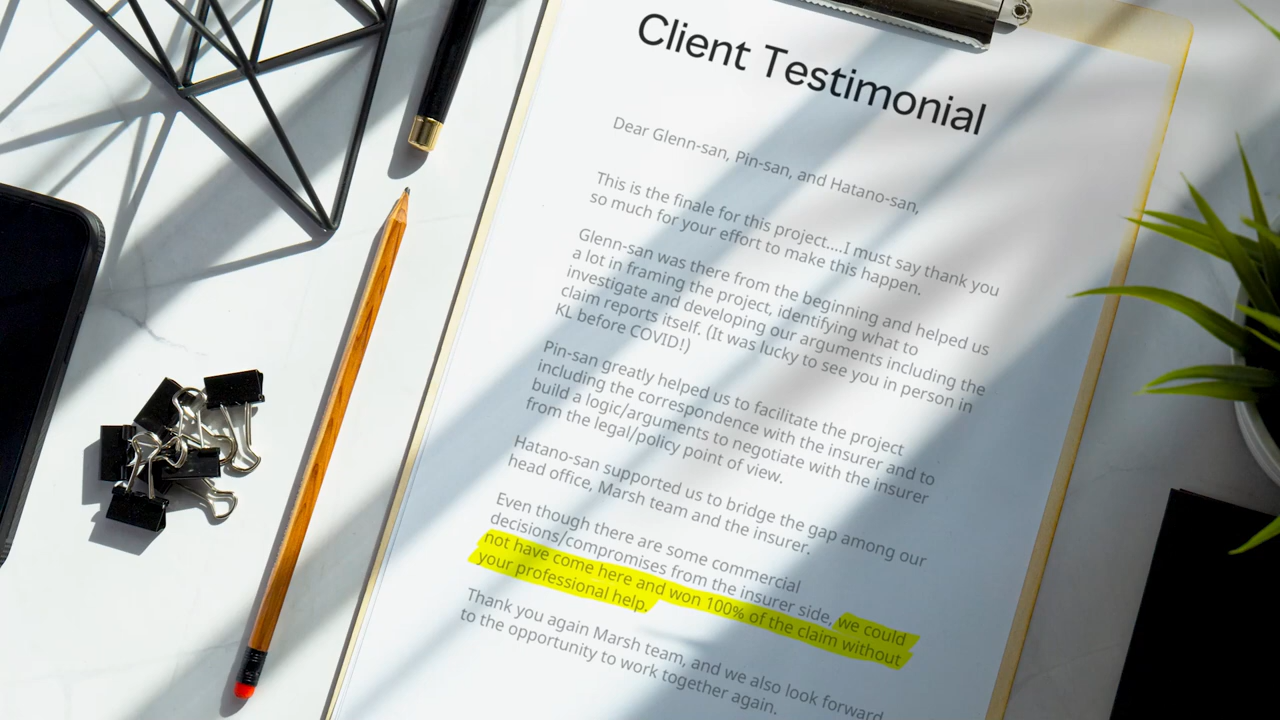 Client Testimonial
Dear Glenn-san, Pin-san, and Hatano-san,
This is the finale for this project....I must say thank you
so much for your effort to make this happen.
Glenn-san was there from the beginning and helped us
a lot in framing the project, identifying what to
investigate and developing our arguments including the
claim reports itself. (It was lucky to see you in person in
KL before COVID!)
Pin-san greatly helped us to facilitate the project
including the correspondence with the insurer and to
build a logic/arguments to negotiate with the insurer
from the legal/policy point of view.
Hatano-san supported us to bridge the gap among our
head office, Marsh team and the insurer.
Even though there are some commercial
decisions/compromises from the insurer side, we could
not have come here and won 100% of the claim without
your professional help.
Thank you again Marsh team, and we also look forward
to the opportunity to work together again.